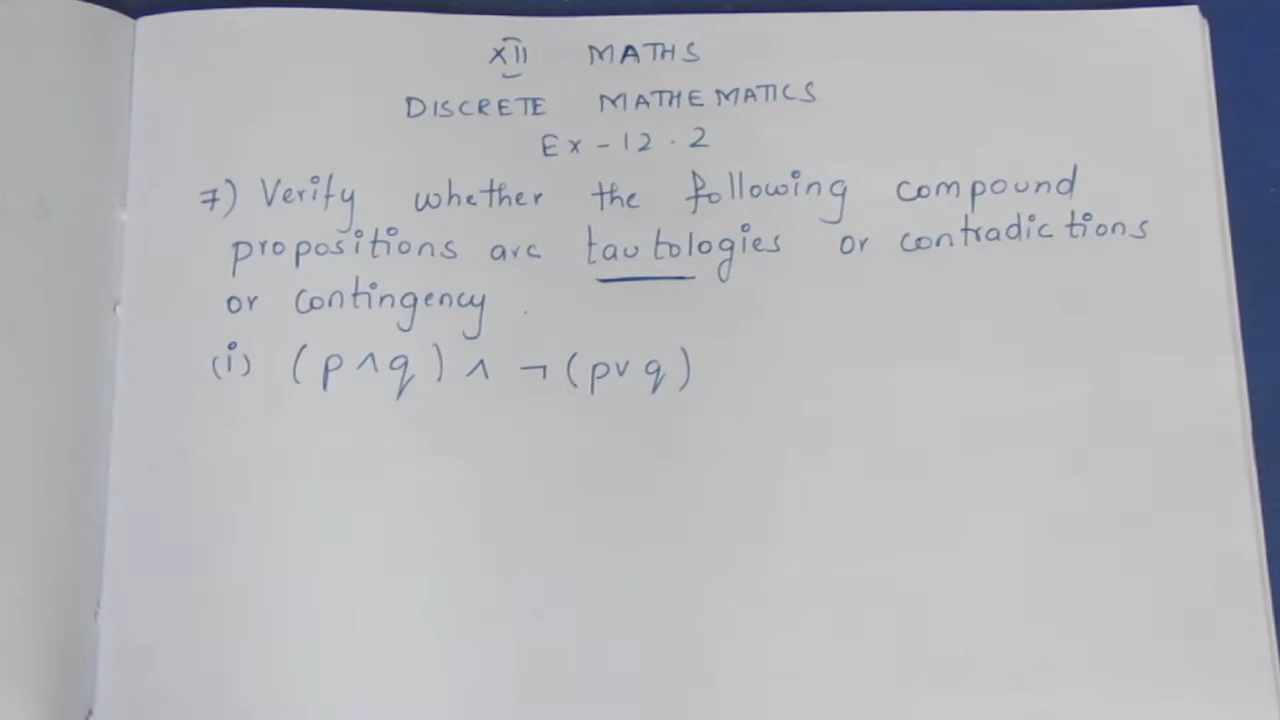 XII MATHS
DISCRETE MATHEMATICS
Ex - 12.2
7) Verify whether the following compound
propositions are tautologies or contradictions
or contingency.
(i) (p ∧ q) ∧ ¬ (p ∨ q)